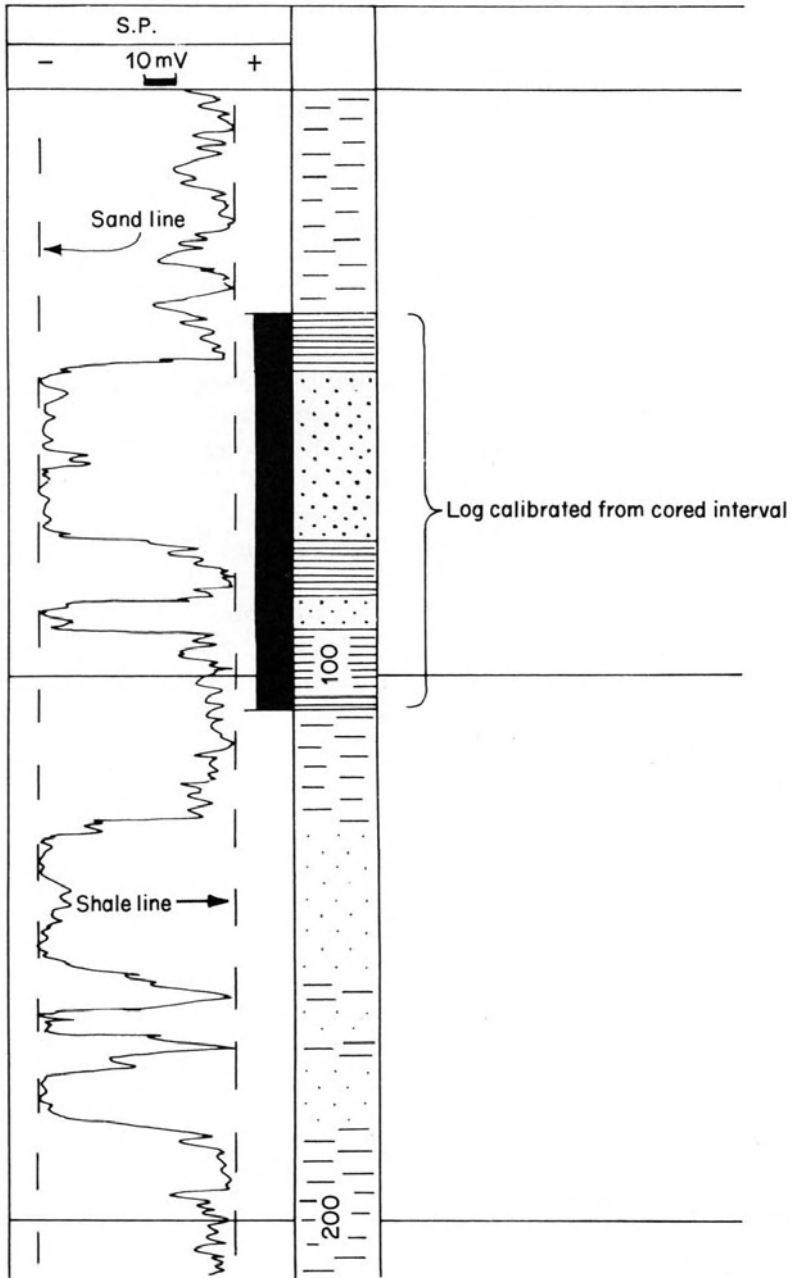 S.P.
− 10 mV +
Sand line
Log calibrated from cored interval
100
Shale line
200